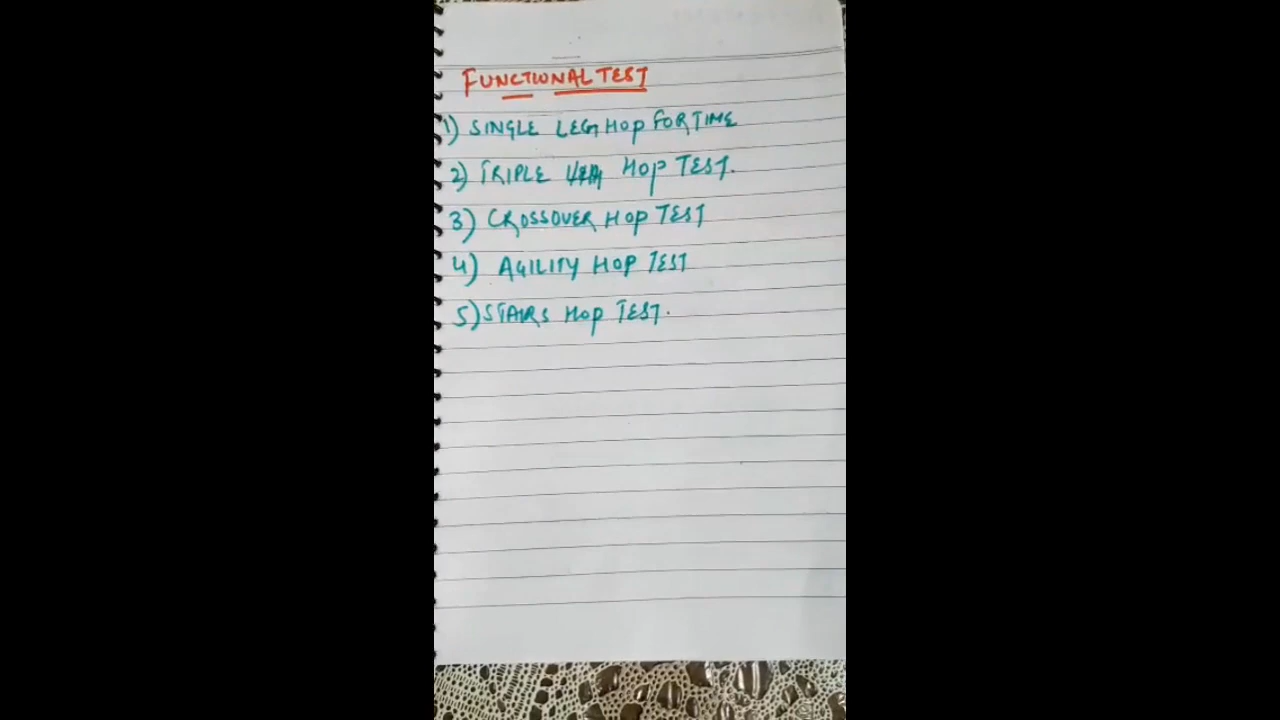 FUNCTIONAL TEST
1) SINGLE LEG HOP FOR TIME
2) TRIPLE HOP TEST.
3) CROSSOVER HOP TEST
4) AGILITY HOP TEST
5) STAIRS HOP TEST.